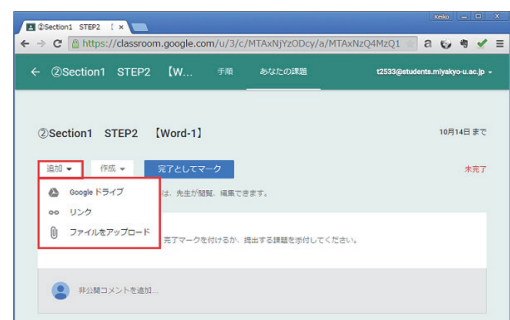 Kimiko
②Section1 STEP2 【
https://classroom.google.com/u/3/c/MTAxNjYzODcy/a/MTAxNzQ4MzQ1
← ②Section1 STEP2 【W... 手順 あなたの課題 t2533@students.miyakyo-u.ac.jp
②Section1 STEP2 【Word-1】 10月14日 まで
追加 作成 完了としてマーク 未完了
Google ドライブ は、先生が閲覧、編集できます。
リンク
ファイルをアップロード 完了マークを付けるか、提出する課題を添付してください。
非公開コメントを追加...